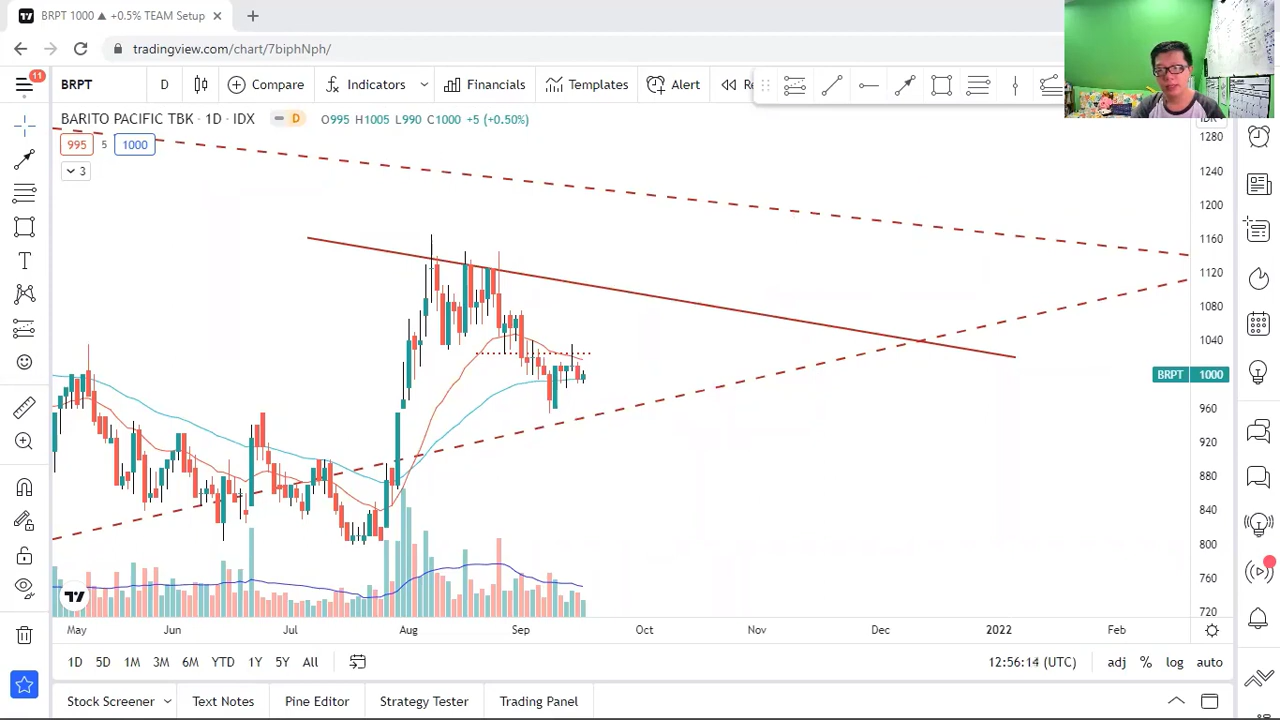 BRPT 1000 ▲ +0.5% TEAM Setup
tradingview.com/chart/7biphNph/
11
BRPT
D
Compare
Indicators
Financials
Templates
Alert
Re
BARITO PACIFIC TBK · 1D · IDX
D
O995 H1005 L990 C1000 +5 (+0.50%)
995
5
1000
3
1280
1240
1200
1160
1120
1080
1040
BRPT 1000
960
920
880
840
800
760
720
May
Jun
Jul
Aug
Sep
Oct
Nov
Dec
2022
Feb
1D
5D
1M
3M
6M
YTD
1Y
5Y
All
12:56:14 (UTC)
adj
%
log
auto
Stock Screener
Text Notes
Pine Editor
Strategy Tester
Trading Panel